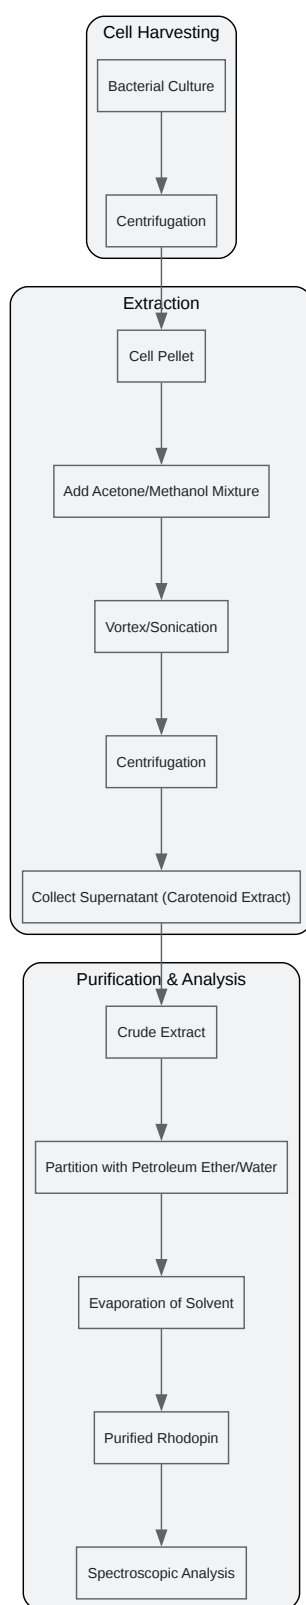 Cell Harvesting
Bacterial Culture
Centrifugation
Extraction
Cell Pellet
Add Acetone/Methanol Mixture
Vortex/Sonication
Centrifugation
Collect Supernatant (Carotenoid Extract)
Purification & Analysis
Crude Extract
Partition with Petroleum Ether/Water
Evaporation of Solvent
Purified Rhodopin
Spectroscopic Analysis